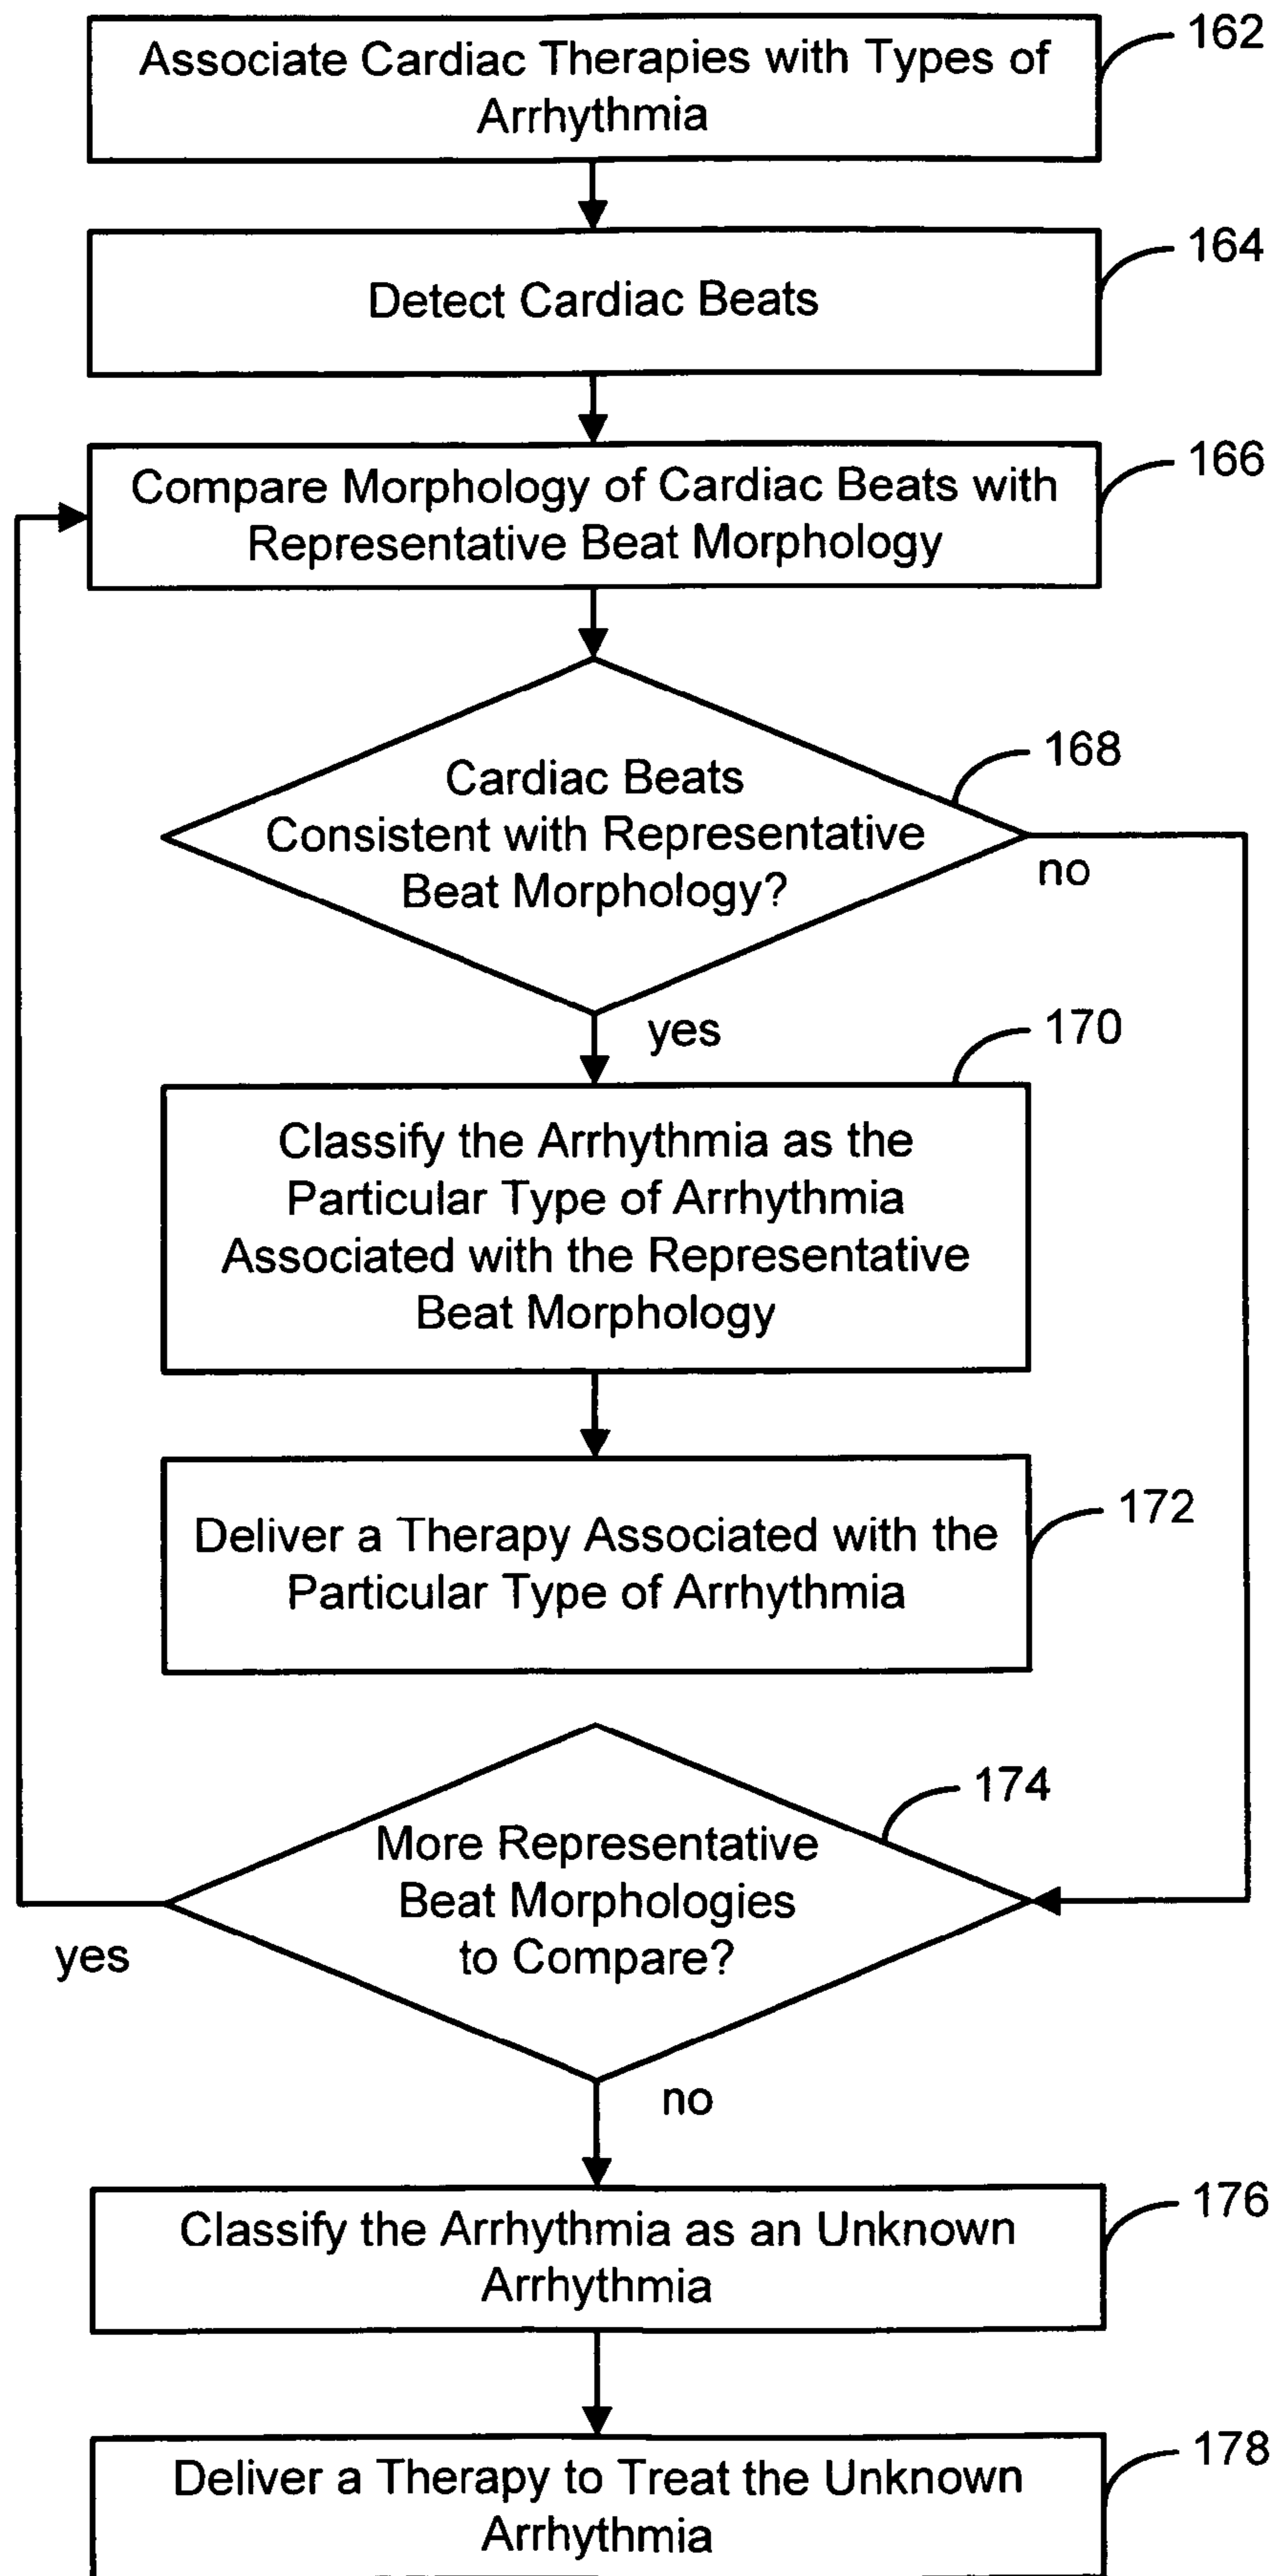 Associate Cardiac Therapies with Types of
Arrhythmia
162
Detect Cardiac Beats
164
Compare Morphology of Cardiac Beats with
Representative Beat Morphology
166
Cardiac Beats
Consistent with Representative
Beat Morphology?
168
no
yes
170
Classify the Arrhythmia as the
Particular Type of Arrhythmia
Associated with the Representative
Beat Morphology
Deliver a Therapy Associated with the
Particular Type of Arrhythmia
172
More Representative
Beat Morphologies
to Compare?
174
yes
no
Classify the Arrhythmia as an Unknown
Arrhythmia
176
Deliver a Therapy to Treat the Unknown
Arrhythmia
178